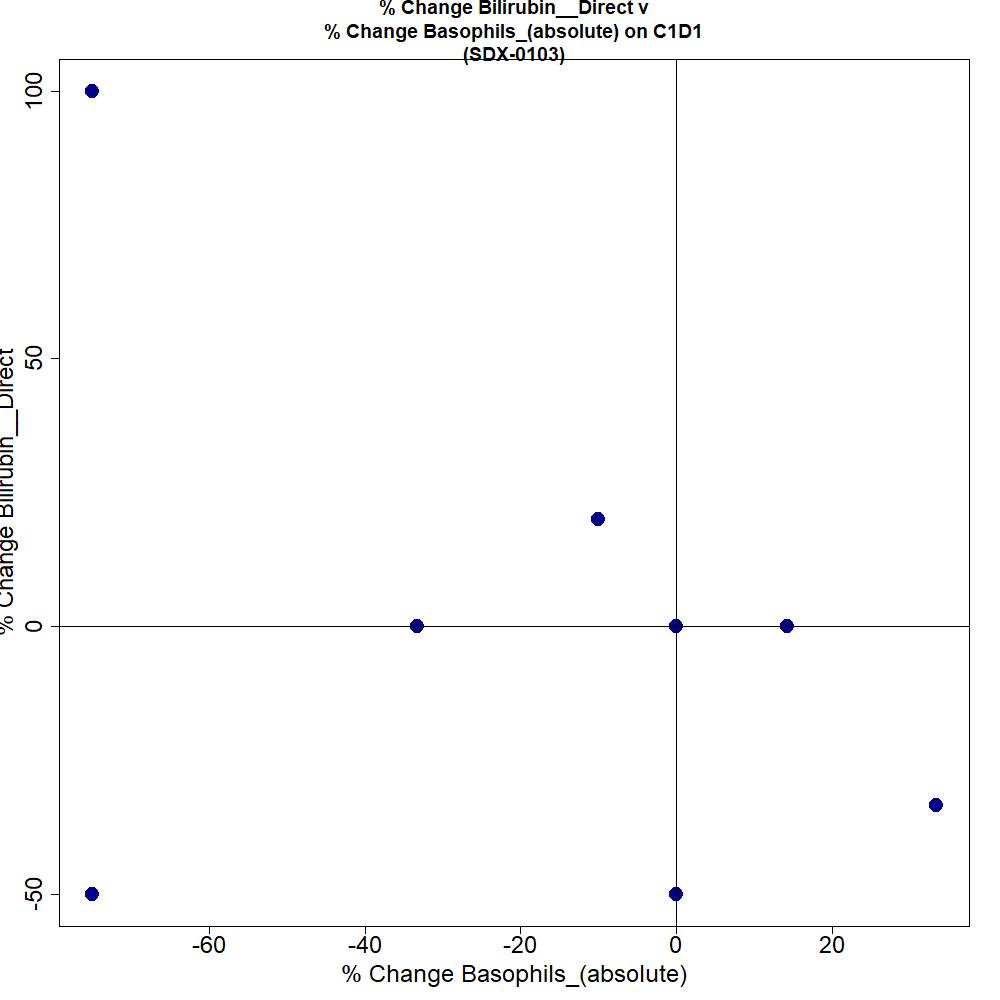 % Change Bilirubin__Direct v
% Change Basophils_(absolute) on C1D1
(SDX-0103)
100
50
0
-50
% Change Bilirubin__Direct
-60
-40
-20
0
20
% Change Basophils_(absolute)